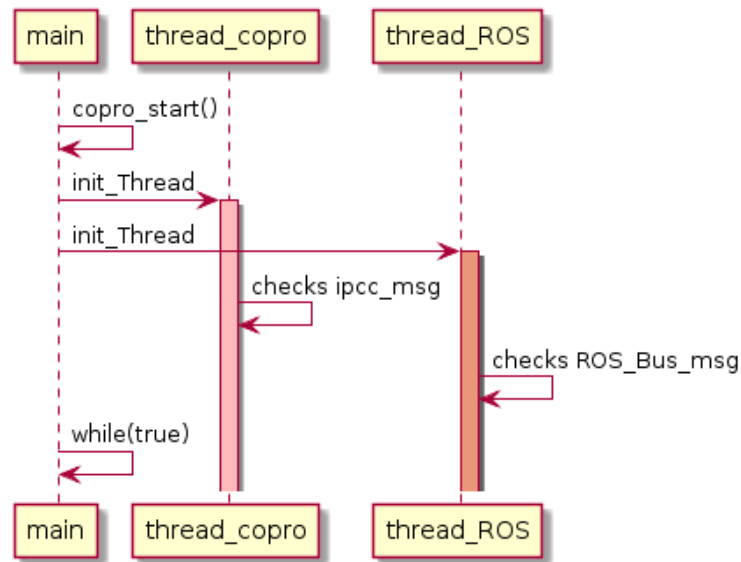 main
thread_copro
thread_ROS
copro_start()
init_Thread
init_Thread
checks ipcc_msg
checks ROS_Bus_msg
while(true)
main
thread_copro
thread_ROS